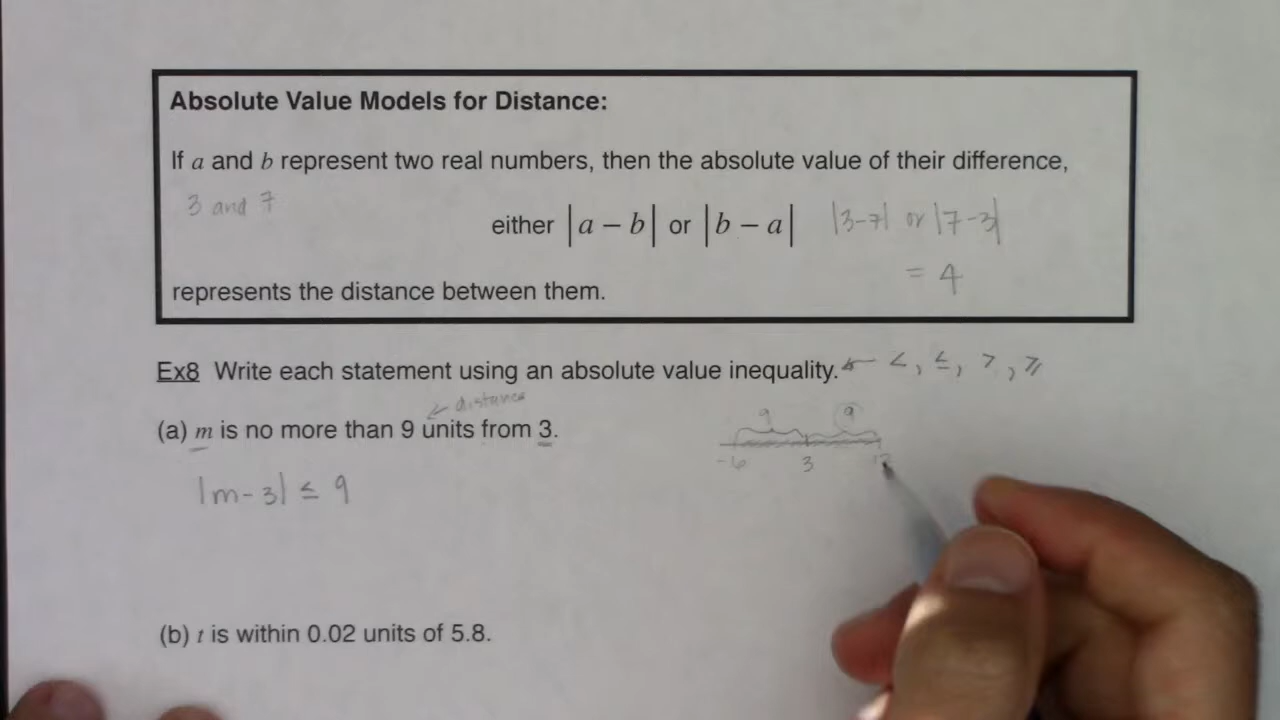 Absolute Value Models for Distance:
If a and b represent two real numbers, then the absolute value of their difference,
3 and 7
either |a − b| or |b − a| |3-7| or |7-3|
= 4
represents the distance between them.
Ex8 Write each statement using an absolute value inequality. ← <, ≤, >, ≥
distance
(a) m is no more than 9 units from 3.
9 9
-6 3 12
|m-3| ≤ 9
(b) t is within 0.02 units of 5.8.